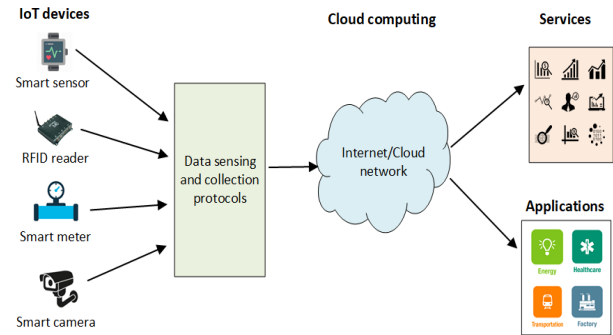 IoT devices
Cloud computing
Services
Smart sensor
RFID reader
Smart meter
Smart camera
Data sensing
and collection
protocols
Internet/Cloud
network
Applications
Energy
Healthcare
Transportation
Factory